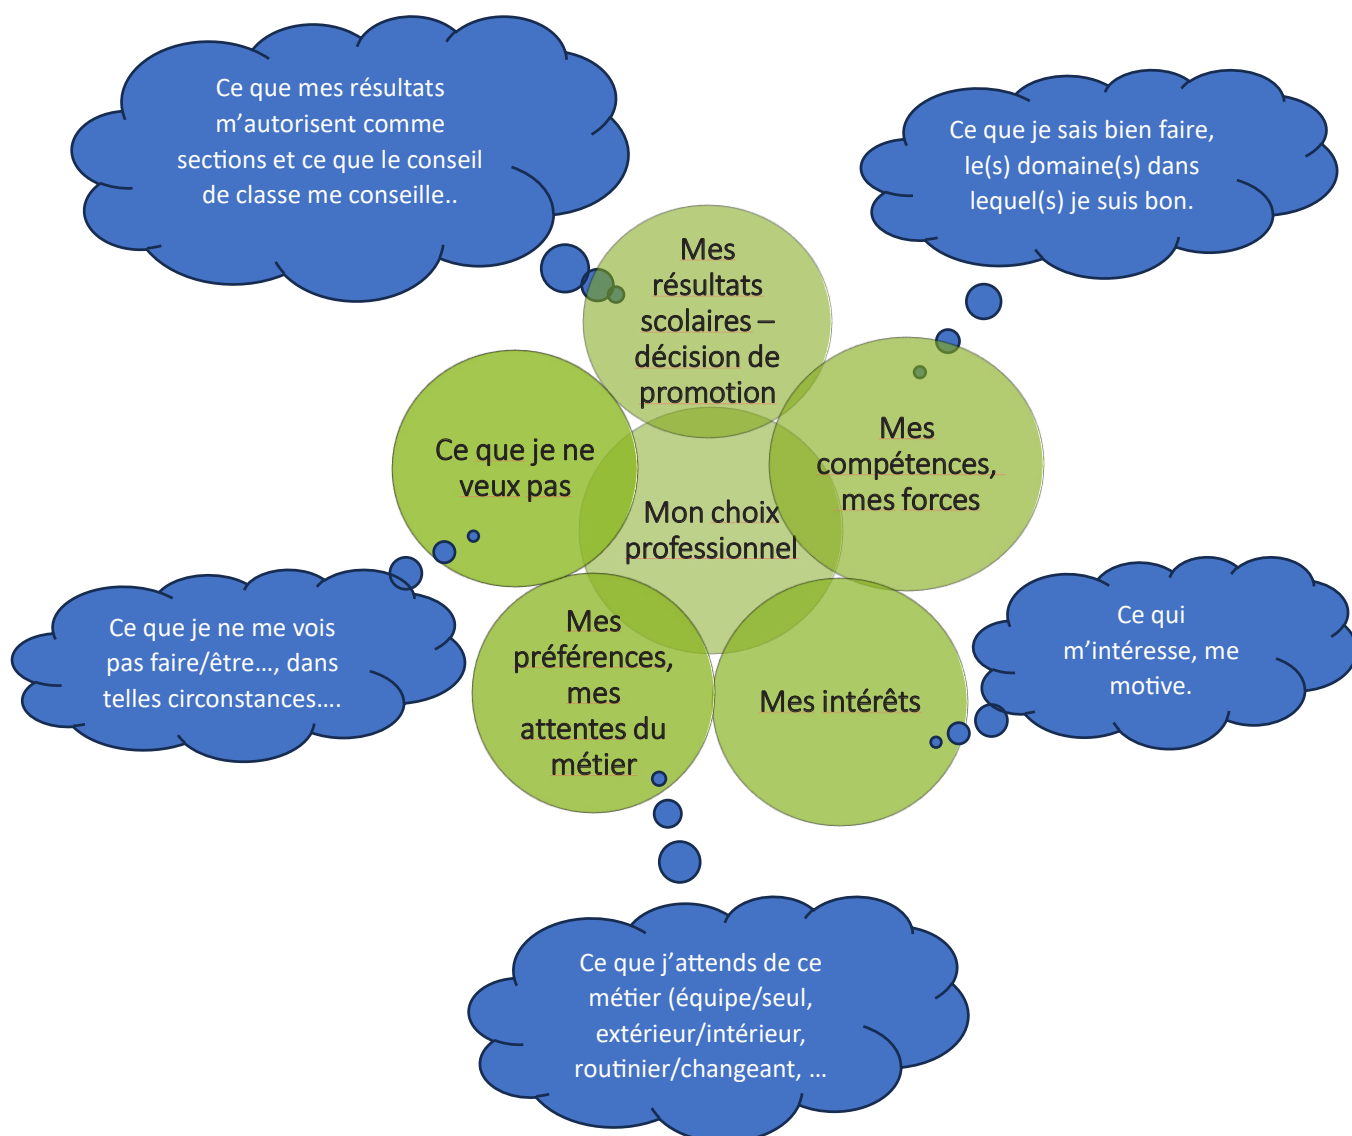 Ce que mes résultats
m’autorisent comme
sections et ce que le conseil
de classe me conseille..
Ce que je sais bien faire,
le(s) domaine(s) dans
lequel(s) je suis bon.
Mes
résultats
scolaires –
décision de
promotion
Ce que je ne
veux pas
Mes
compétences,
mes forces
Mon choix
professionnel
Ce que je ne me vois
pas faire/être…, dans
telles circonstances….
Mes
préférences,
mes
attentes du
métier
Mes intérêts
Ce qui
m’intéresse, me
motive.
Ce que j’attends de ce
métier (équipe/seul,
extérieur/intérieur,
routinier/changeant, …